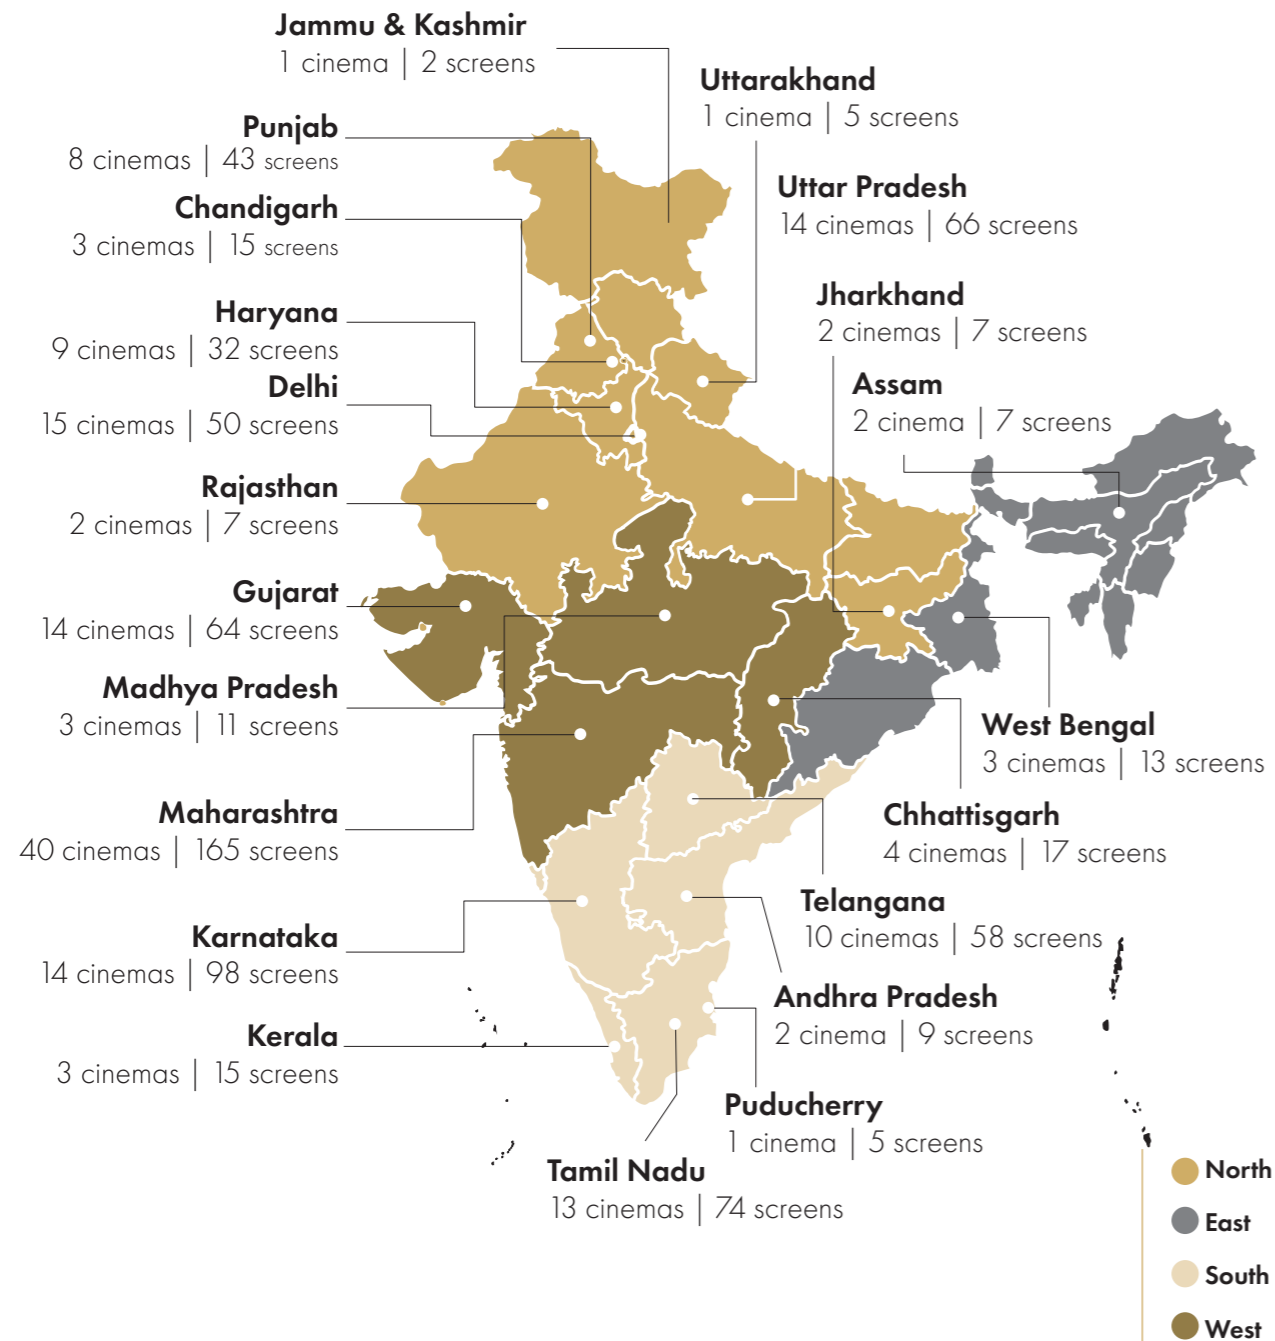 Jammu & Kashmir
1 cinema | 2 screens
Uttarakhand
1 cinema | 5 screens
Punjab
8 cinemas | 43 screens
Uttar Pradesh
14 cinemas | 66 screens
Chandigarh
3 cinemas | 15 screens
Jharkhand
2 cinemas | 7 screens
Haryana
9 cinemas | 32 screens
Assam
2 cinema | 7 screens
Delhi
15 cinemas | 50 screens
Rajasthan
2 cinemas | 7 screens
Gujarat
14 cinemas | 64 screens
Madhya Pradesh
3 cinemas | 11 screens
West Bengal
3 cinemas | 13 screens
Maharashtra
40 cinemas | 165 screens
Chhattisgarh
4 cinemas | 17 screens
Telangana
10 cinemas | 58 screens
Karnataka
14 cinemas | 98 screens
Andhra Pradesh
2 cinema | 9 screens
Kerala
3 cinemas | 15 screens
Puducherry
1 cinema | 5 screens
Tamil Nadu
13 cinemas | 74 screens
North
East
South
West